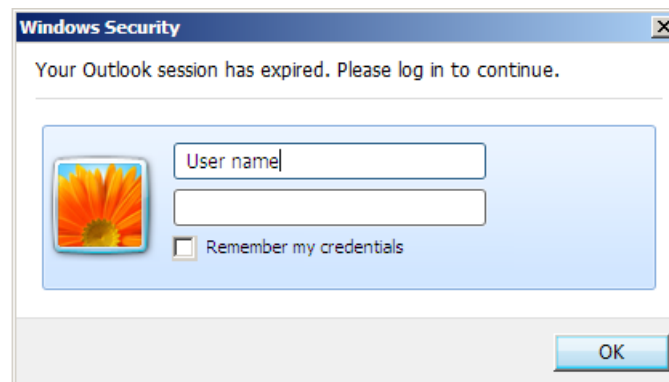 Windows Security
Your Outlook session has expired. Please log in to continue.
User name
Remember my credentials
OK